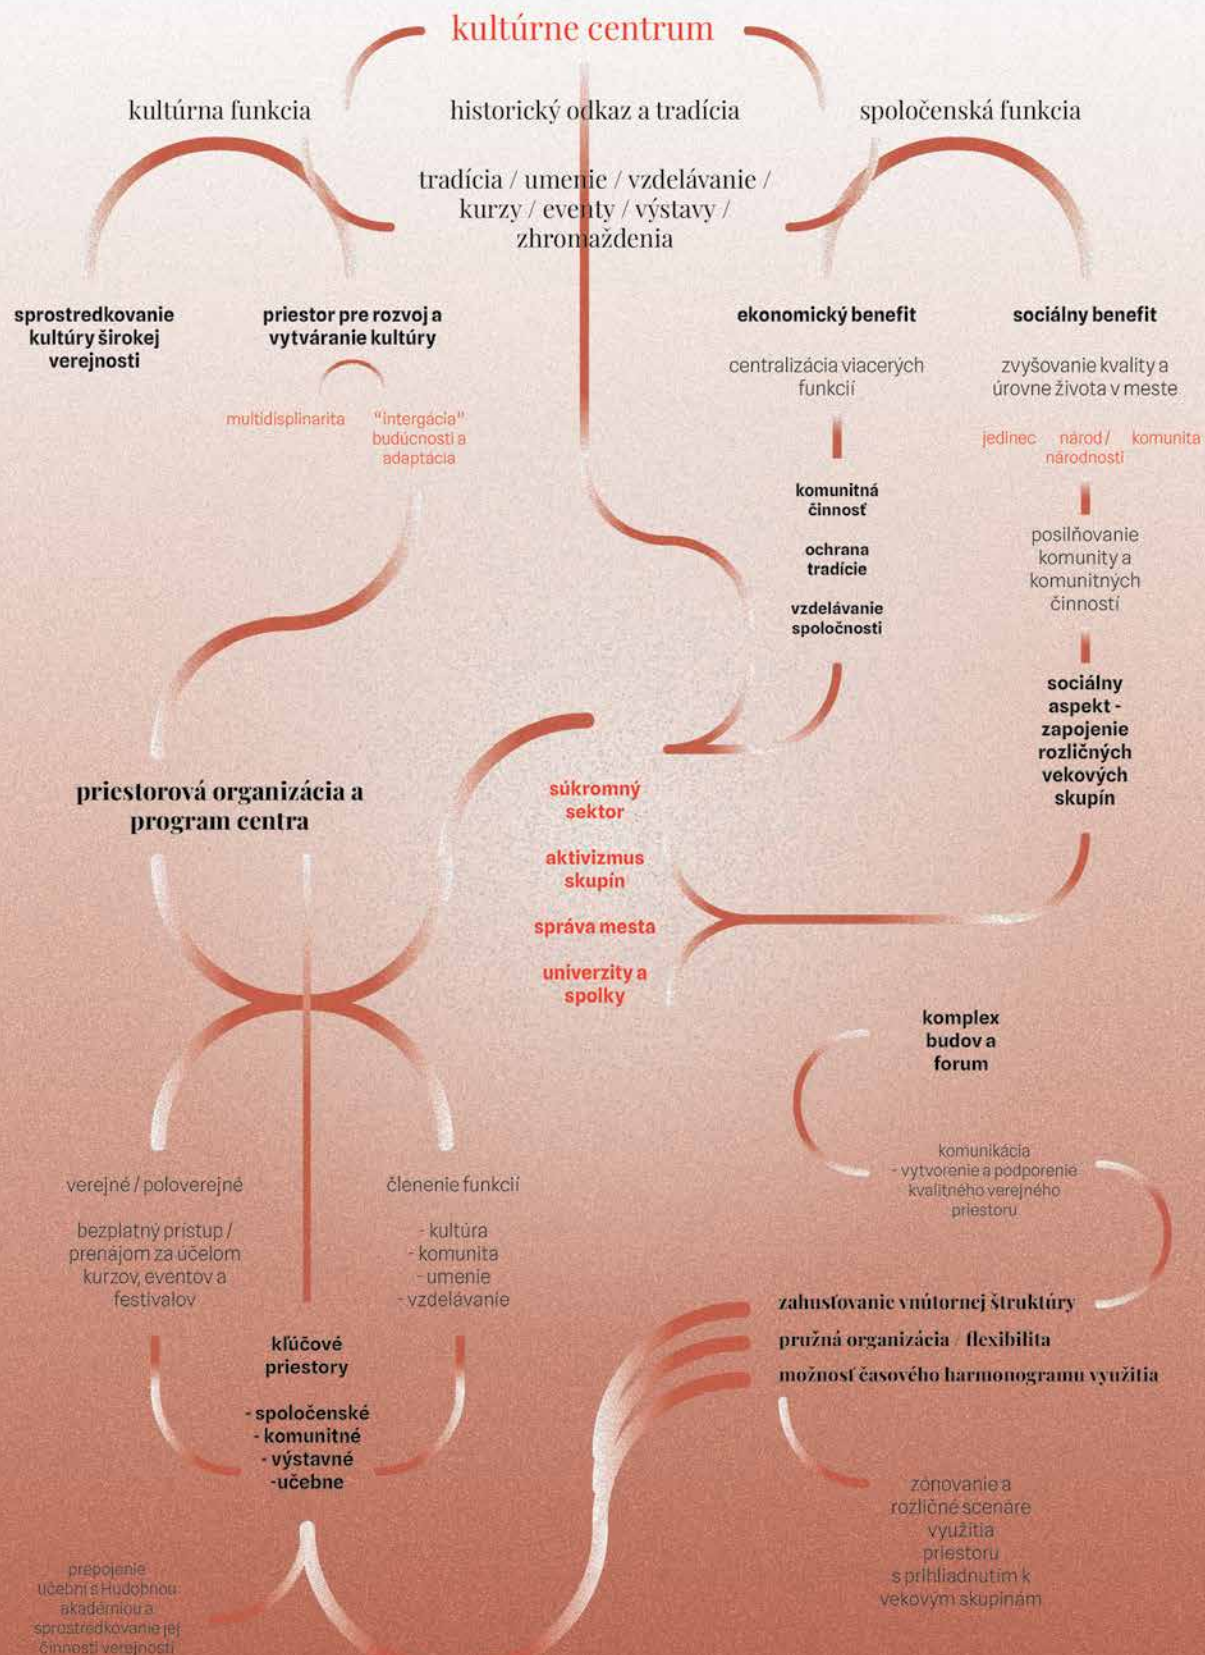 kultúrne centrum
kultúrna funkcia
historický odkaz a tradícia
spoločenská funkcia
tradícia / umenie / vzdelávanie /
kurzy / eventy / výstavy /
zhromaždenia
sprostredkovanie
kultúry širokej
verejnosti
priestor pre rozvoj a
vytváranie kultúry
multidisplinarita
"intergácia"
budúcnosti a
adaptácia
ekonomický benefit
centralizácia viacerých
funkcií
komunitná
činnosť
ochrana
tradície
vzdelávanie
spoločnosti
sociálny benefit
zvyšovanie kvality a
úrovne života v meste
jedinec
národ /
národnosti
komunita
posilňovanie
komunity a
komunitných
činností
sociálny
aspekt -
zapojenie
rozličných
vekových
skupín
priestorová organizácia a
program centra
súkromný
sektor
aktivizmus
skupín
správa mesta
univerzity a
spolky
komplex
budov a
forum
komunikácia
- vytvorenie a podporenie
kvalitného verejného
priestoru
verejné / poloverejné
bezplatný prístup /
prenájom za účelom
kurzov, eventov a
festivalov
členenie funkcií
- kultúra
- komunita
- umenie
- vzdelávanie
kľúčové
priestory
- spoločenské
- komunitné
- výstavné
-učebne
zahusťovanie vnútornej štruktúry
pružná organizácia / flexibilita
možnosť časového harmonogramu využitia
zónovanie a
rozličné scenáre
využitia
priestoru
s prihliadnutím k
vekovým skupinám
prepojenie
učební s Hudobnou
akadémiou a
sprostredkovanie jej
činnosti verejnosti